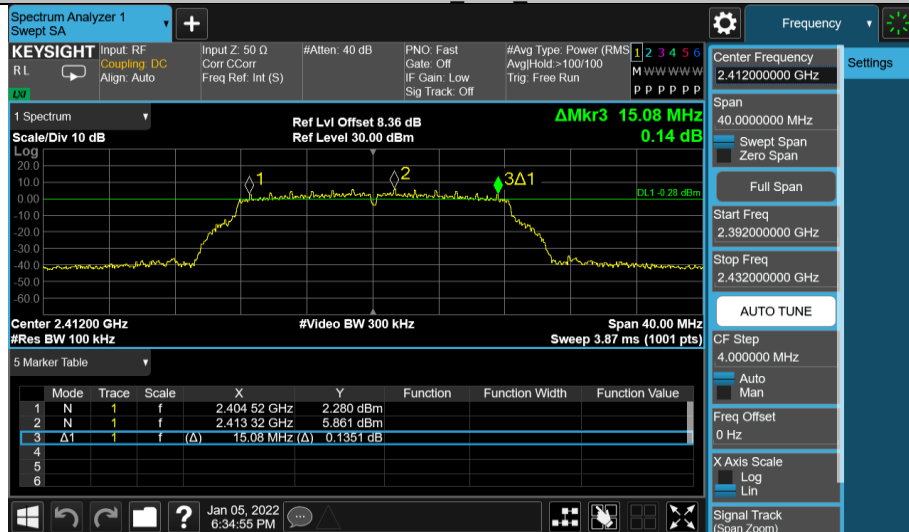 Spectrum Analyzer 1
Swept SA
Frequency
KEYSIGHT
R L
LXI
Input: RF
Coupling: DC
Align: Auto
Input Z: 50 Ω
Corr CCorr
Freq Ref: Int (S)
#Atten: 40 dB
PNO: Fast
Gate: Off
IF Gain: Low
Sig Track: Off
#Avg Type: Power (RMS
Avg|Hold:>100/100
Trig: Free Run
1 2 3 4 5 6
M W W W W W
P P P P P P
Center Frequency
2.412000000 GHz
Settings
Span
40.0000000 MHz
Swept Span
Zero Span
Full Span
Start Freq
2.392000000 GHz
Stop Freq
2.432000000 GHz
AUTO TUNE
CF Step
4.000000 MHz
Auto
Man
Freq Offset
0 Hz
X Axis Scale
Log
Lin
Signal Track
(Span Zoom)
1 Spectrum
Scale/Div 10 dB
Ref Lvl Offset 8.36 dB
Ref Level 30.00 dBm
ΔMkr3 15.08 MHz
0.14 dB
Log
20.0
10.0
0.00
-10.0
-20.0
-30.0
-40.0
-50.0
-60.0
1
2
3Δ1
DL1 -0.28 dBm
Center 2.41200 GHz
#Video BW 300 kHz
Span 40.00 MHz
#Res BW 100 kHz
Sweep 3.87 ms (1001 pts)
5 Marker Table
Mode Trace Scale X Y Function Function Width Function Value
1 N 1 f 2.404 52 GHz 2.280 dBm
2 N 1 f 2.413 32 GHz 5.861 dBm
3 Δ1 1 f (Δ) 15.08 MHz (Δ) 0.1351 dB
4
5
6
?
Jan 05, 2022
6:34:55 PM